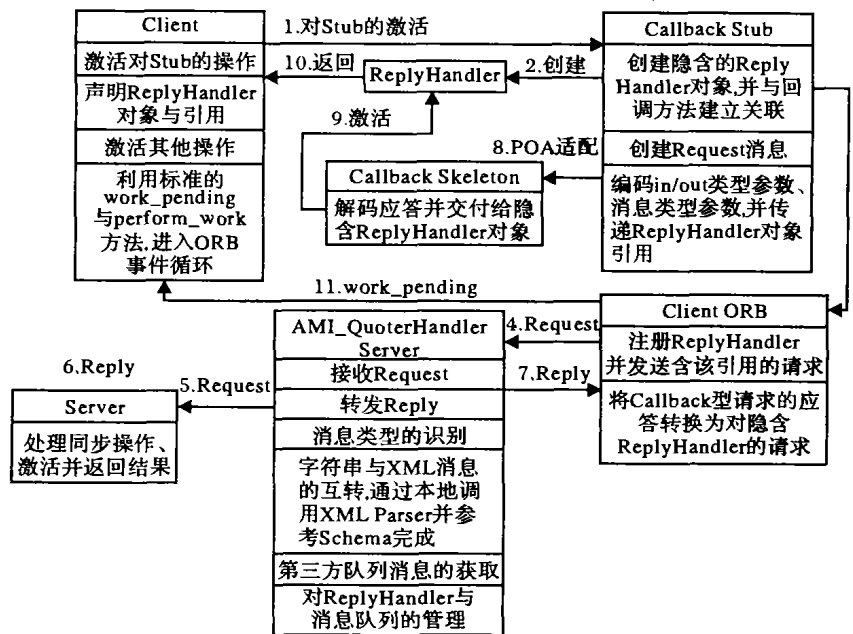 Client
激活对Stub的操作
声明ReplyHandler
对象与引用
激活其他操作
利用标准的
work_pending
与perform_work
方法,进入ORB
事件循环
1.对Stub的激活
10.返回
ReplyHandler
2.创建
9.激活
8.POA适配
Callback Stub
创建隐含的Reply
Handler对象,并与回
调方法建立关联
创建Request消息
编码in/out类型参数、
消息类型参数,并传
递ReplyHandler对象
引用
Callback Skeleton
解码应答并交付给隐
含ReplyHandler对象
11.work_pending
Client ORB
注册ReplyHandler
并发送含该引用的请求
将Callback型请求的应
答转换为对隐含
ReplyHandler的请求
4.Request
7.Reply
AMI_QuoterHandler
Server
接收Request
转发Reply
消息类型的识别
字符串与XML消息
的互转,通过本地调
用XML Parser并参
考Schema完成
第三方队列消息的获取
对ReplyHandler与
消息队列的管理
6.Reply
5.Request
Server
处理同步操作、
激活并返回结果